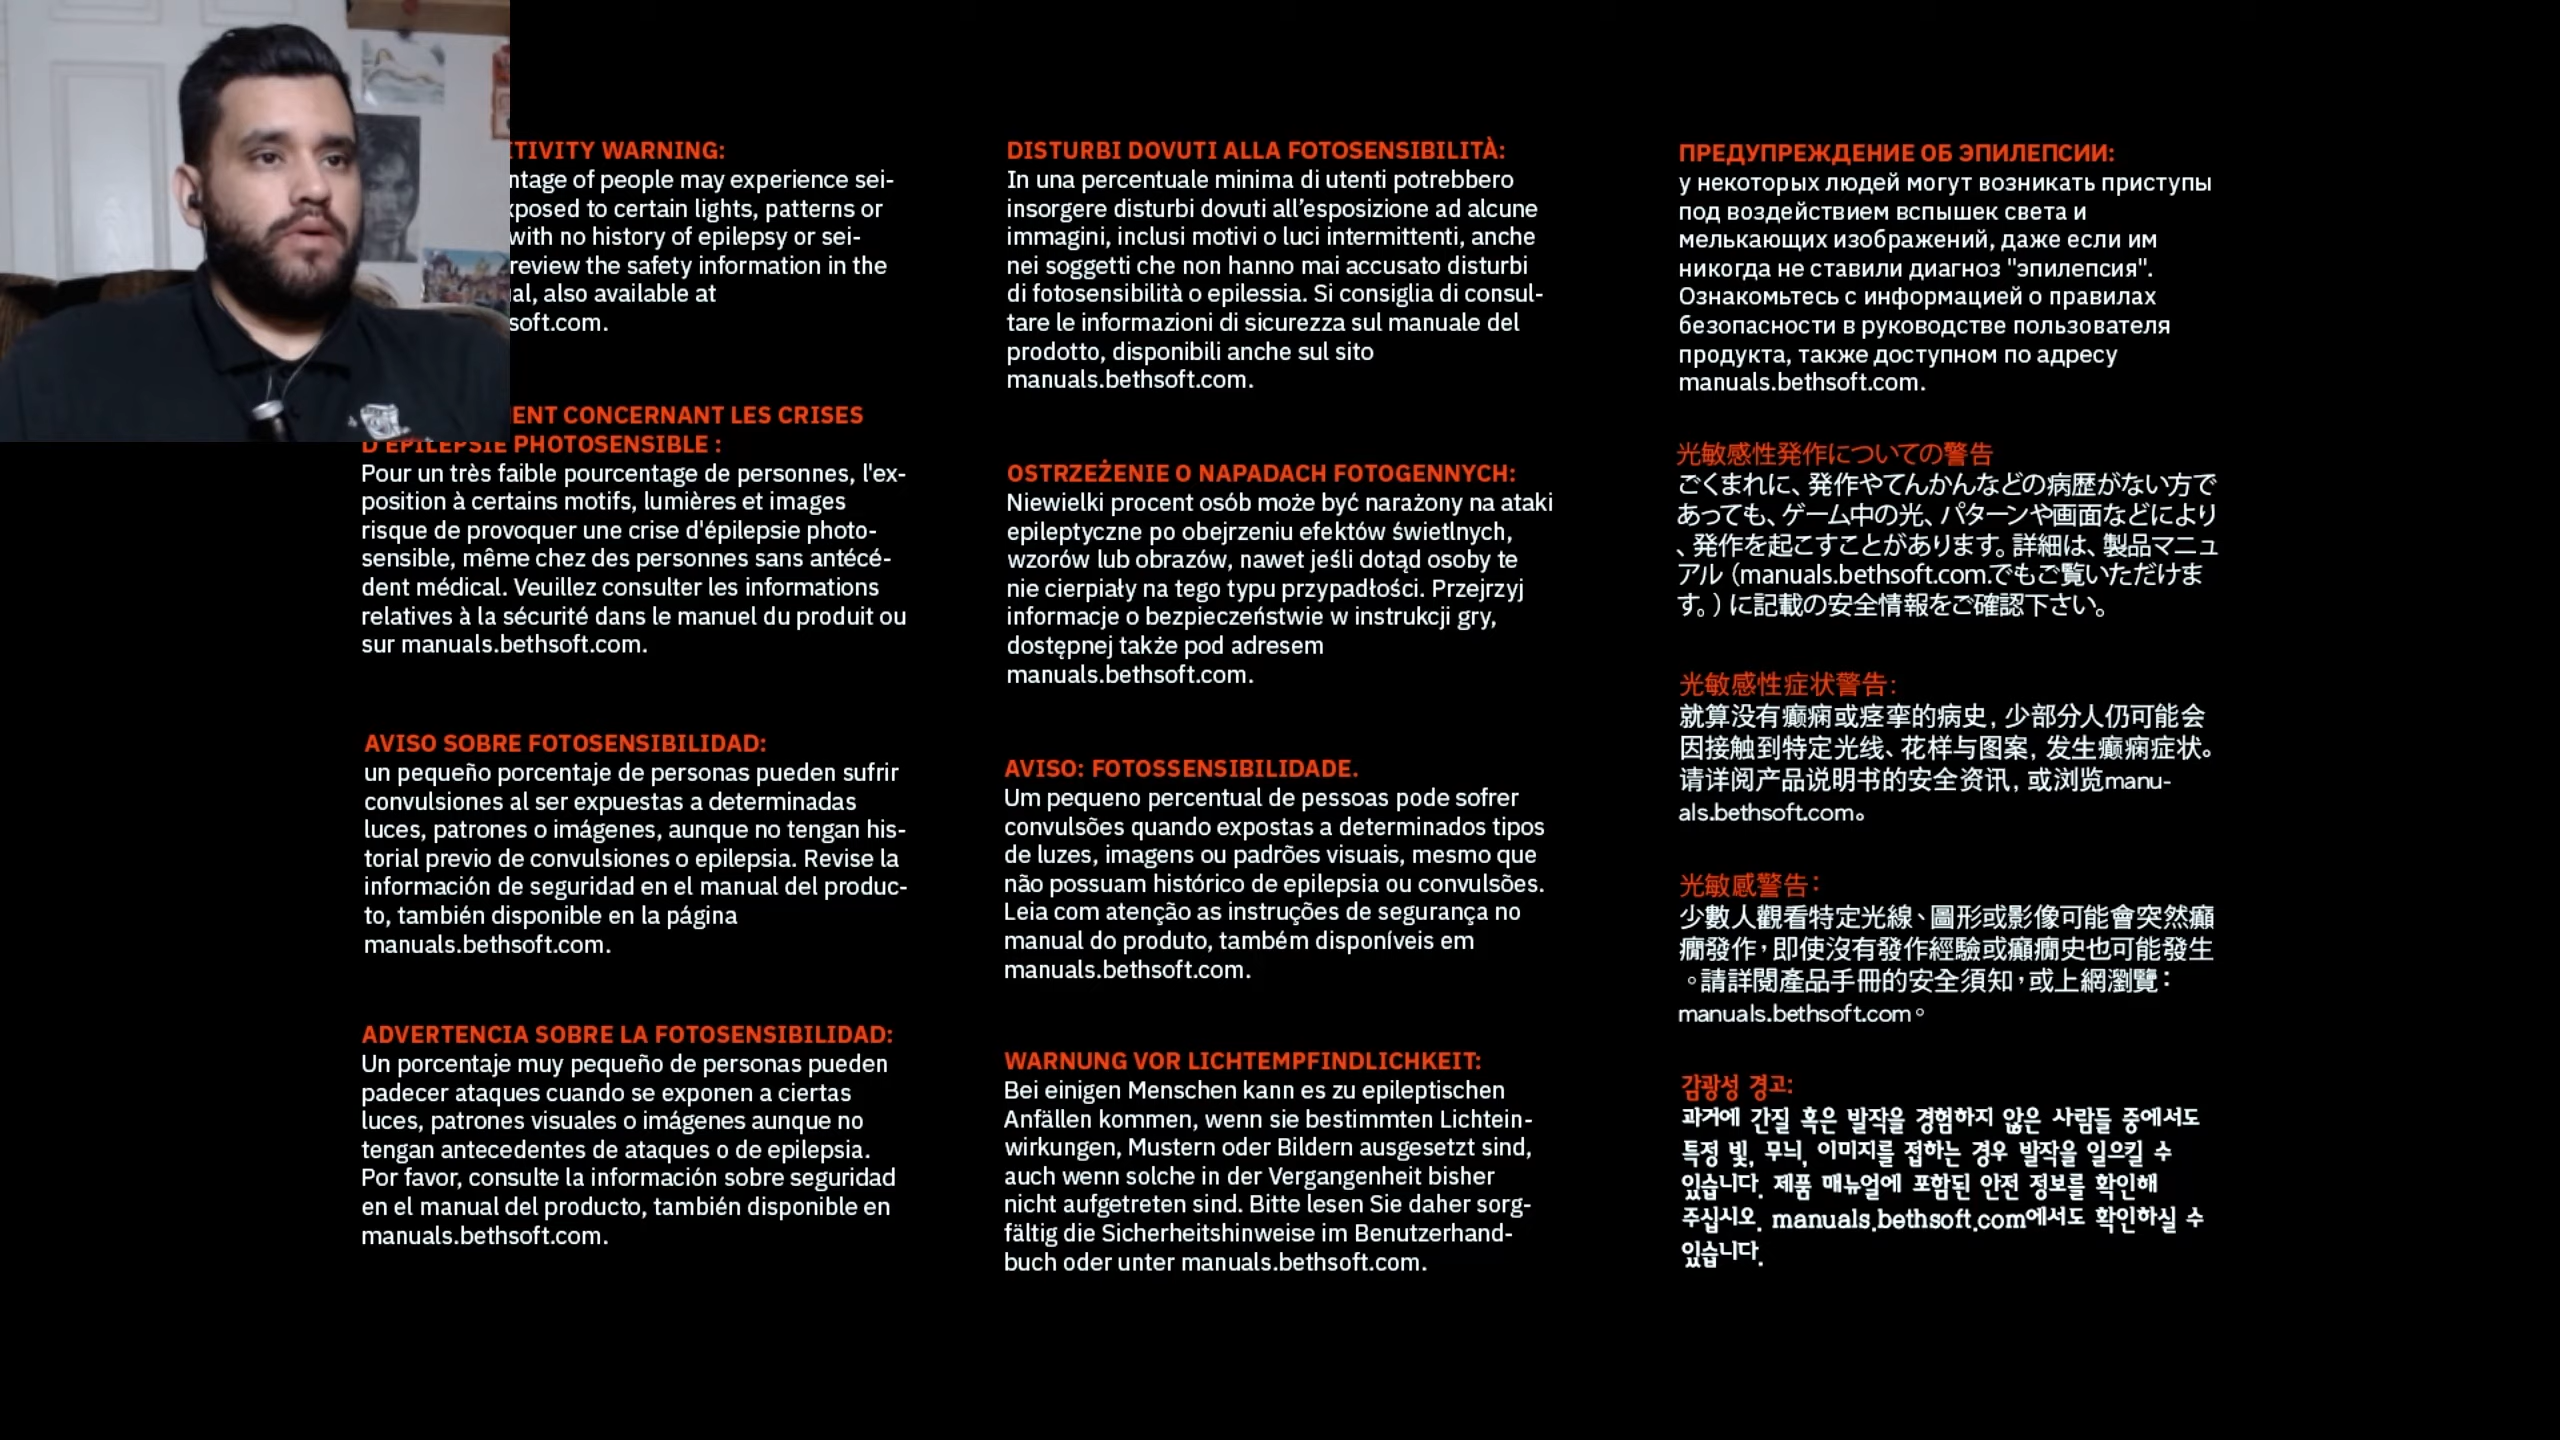 TIVITY WARNING:
of people may experience sei-
to certain lights, patterns or
with no history of epilepsy or sei-
review the safety information in the
also available at
soft.com.
CONCERNANT LES CRISES
D'ÉPILEPSIE PHOTOSENSIBLE :
Pour un très faible pourcentage de personnes, l'ex-
position à certains motifs, lumières et images
risque de provoquer une crise d'épilepsie photo-
sensible, même chez des personnes sans antécé-
dent médical. Veuillez consulter les informations
relatives à la sécurité dans le manuel du produit ou
sur manuals.bethsoft.com.
AVISO SOBRE FOTOSENSIBILIDAD:
un pequeño porcentaje de personas pueden sufrir
convulsiones al ser expuestas a determinadas
luces, patrones o imágenes, aunque no tengan his-
torial previo de convulsiones o epilepsia. Revise la
información de seguridad en el manual del produc-
to, también disponible en la página
manuals.bethsoft.com.
ADVERTENCIA SOBRE LA FOTOSENSIBILIDAD:
Un porcentaje muy pequeño de personas pueden
padecer ataques cuando se exponen a ciertas
luces, patrones visuales o imágenes aunque no
tengan antecedentes de ataques o de epilepsia.
Por favor, consulte la información sobre seguridad
en el manual del producto, también disponible en
manuals.bethsoft.com.
DISTURBI DOVUTI ALLA FOTOSENSIBILITÀ:
In una percentuale minima di utenti potrebbero
insorgere disturbi dovuti all’esposizione ad alcune
immagini, inclusi motivi o luci intermittenti, anche
nei soggetti che non hanno mai accusato disturbi
di fotosensibilità o epilessia. Si consiglia di consul-
tare le informazioni di sicurezza sul manuale del
prodotto, disponibili anche sul sito
manuals.bethsoft.com.
OSTRZEŻENIE O NAPADACH FOTOGENNYCH:
Niewielki procent osób może być narażony na ataki
epileptyczne po obejrzeniu efektów świetlnych,
wzorów lub obrazów, nawet jeśli dotąd osoby te
nie cierpiały na tego typu przypadłości. Przejrzyj
informacje o bezpieczeństwie w instrukcji gry,
dostępnej także pod adresem
manuals.bethsoft.com.
AVISO: FOTOSSENSIBILIDADE.
Um pequeno percentual de pessoas pode sofrer
convulsões quando expostas a determinados tipos
de luzes, imagens ou padrões visuais, mesmo que
não possuam histórico de epilepsia ou convulsões.
Leia com atenção as instruções de segurança no
manual do produto, também disponíveis em
manuals.bethsoft.com.
WARNUNG VOR LICHTEMPFINDLICHKEIT:
Bei einigen Menschen kann es zu epileptischen
Anfällen kommen, wenn sie bestimmten Lichtein-
wirkungen, Mustern oder Bildern ausgesetzt sind,
auch wenn solche in der Vergangenheit bisher
nicht aufgetreten sind. Bitte lesen Sie daher sorg-
fältig die Sicherheitshinweise im Benutzerhand-
buch oder unter manuals.bethsoft.com.
ПРЕДУПРЕЖДЕНИЕ ОБ ЭПИЛЕПСИИ:
у некоторых людей могут возникать приступы
под воздействием вспышек света и
мелькающих изображений, даже если им
никогда не ставили диагноз "эпилепсия".
Ознакомьтесь с информацией о правилах
безопасности в руководстве пользователя
продукта, также доступном по адресу
manuals.bethsoft.com.
光敏感性発作についての警告
ごくまれに、発作やてんかんなどの病歴がない方で
あっても、ゲーム中の光、パターンや画面などにより
、発作を起こすことがあります。詳細は、製品マニュ
アル（manuals.bethsoft.com.でもご覧いただけま
す。）に記載の安全情報をご確認下さい。
光敏感性症状警告：
就算没有癫痫或痉挛的病史，少部分人仍可能会
因接触到特定光线、花样与图案，发生癫痫症状。
请详阅产品说明书的安全资讯，或浏览manu-
als.bethsoft.com。
光敏感警告：
少數人觀看特定光線、圖形或影像可能會突然癲
癇發作，即使沒有發作經驗或癲癇史也可能發生
。請詳閱產品手冊的安全須知，或上網瀏覽：
manuals.bethsoft.com。
감광성 경고:
과거에 간질 혹은 발작을 경험하지 않은 사람들 중에서도
특정 빛, 무늬, 이미지를 접하는 경우 발작을 일으킬 수
있습니다. 제품 매뉴얼에 포함된 안전 정보를 확인해
주십시오. manuals.bethsoft.com에서도 확인하실 수
있습니다.